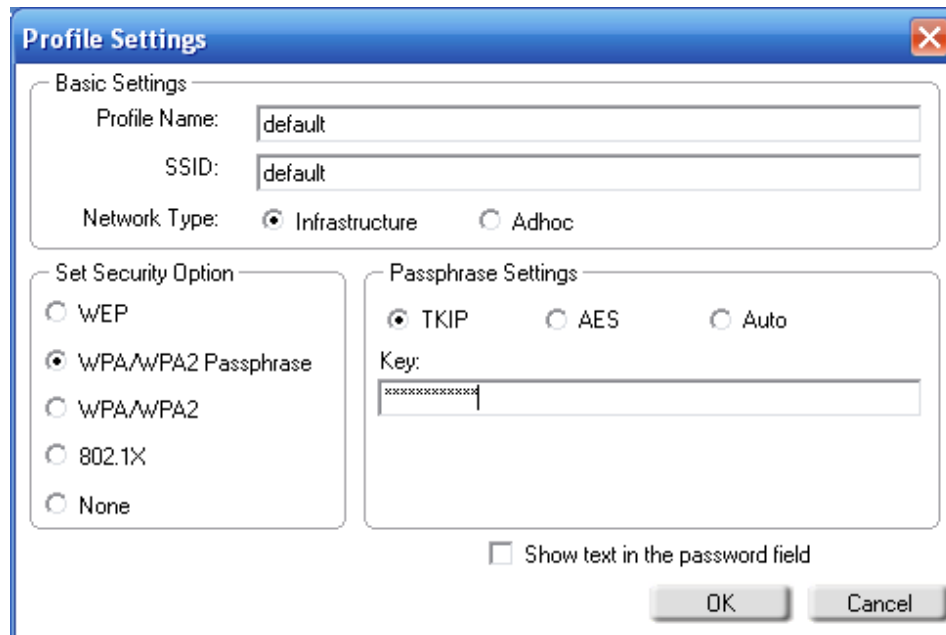 Profile Settings
Basic Settings
Profile Name: default
SSID: default
Network Type: Infrastructure Adhoc
Set Security Option
WEP
WPA/WPA2 Passphrase
WPA/WPA2
802.1X
None
Passphrase Settings
TKIP AES Auto
Key:
************
Show text in the password field
OK Cancel